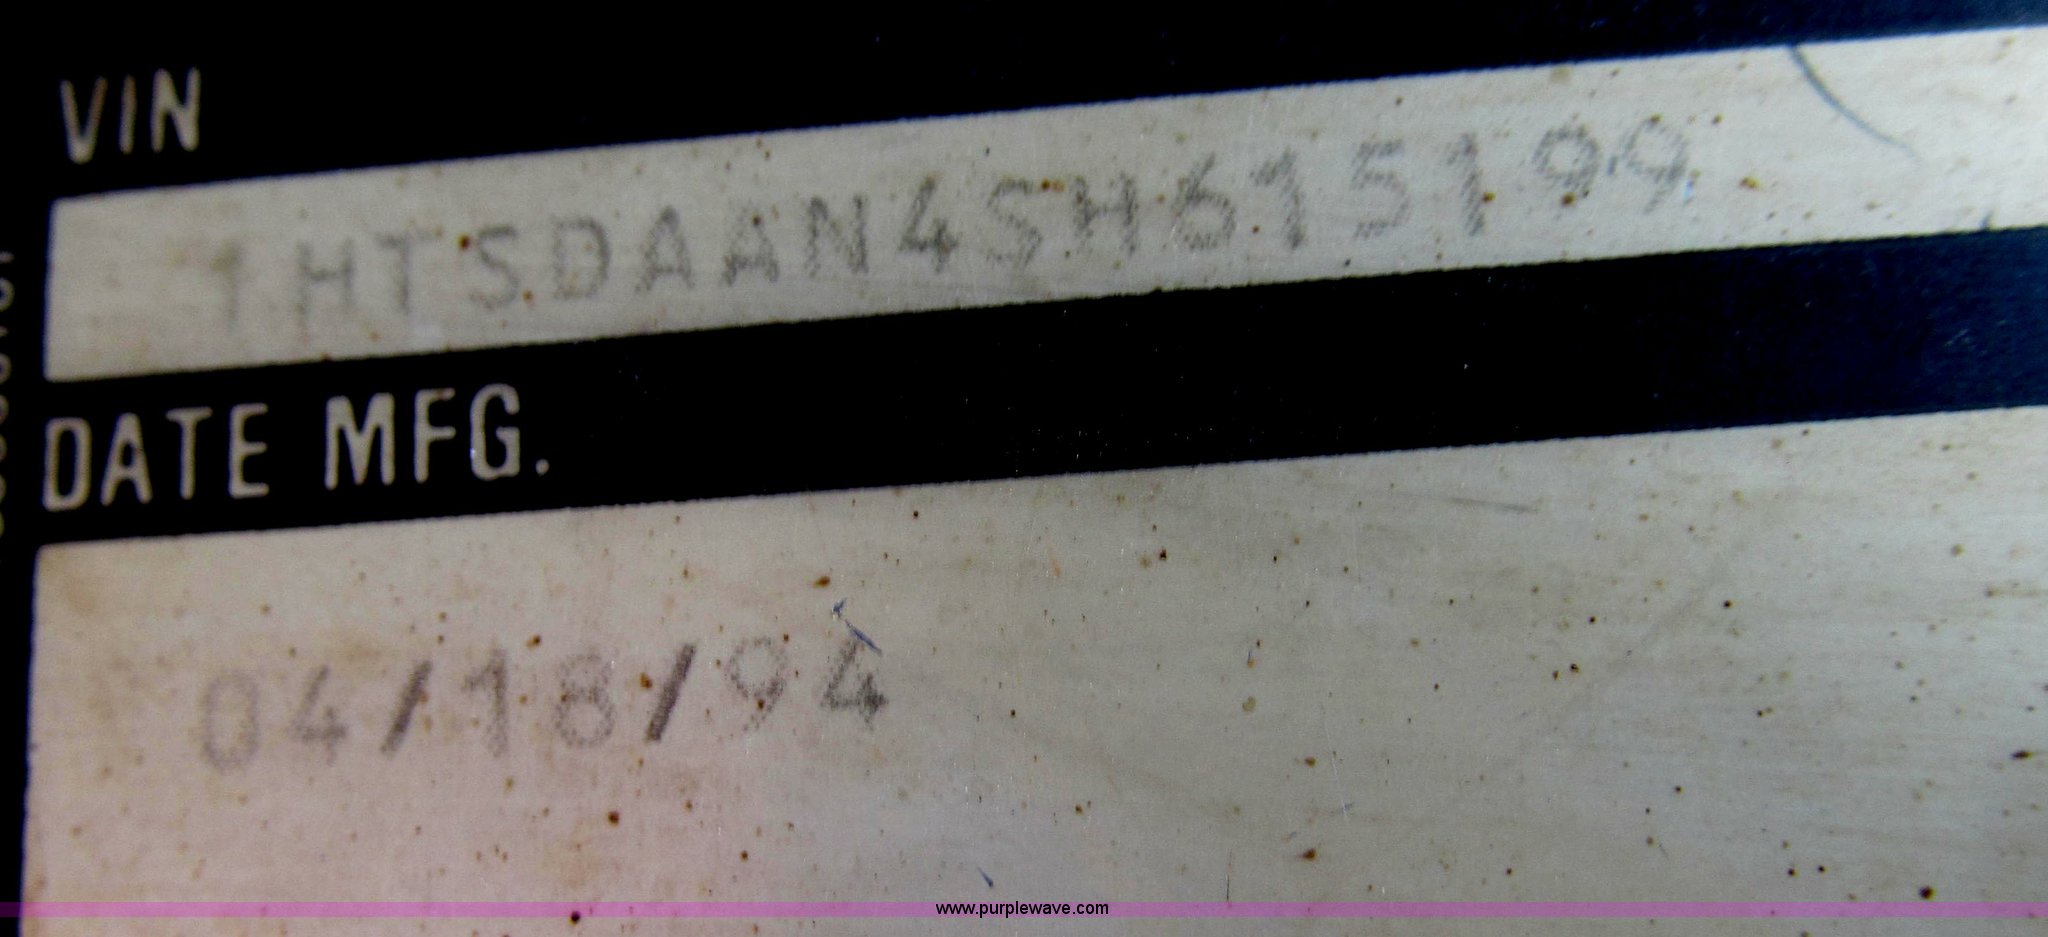 VIN
1HTSDAAN4SH615199
DATE MFG.
04/18/94
www.purplewave.com